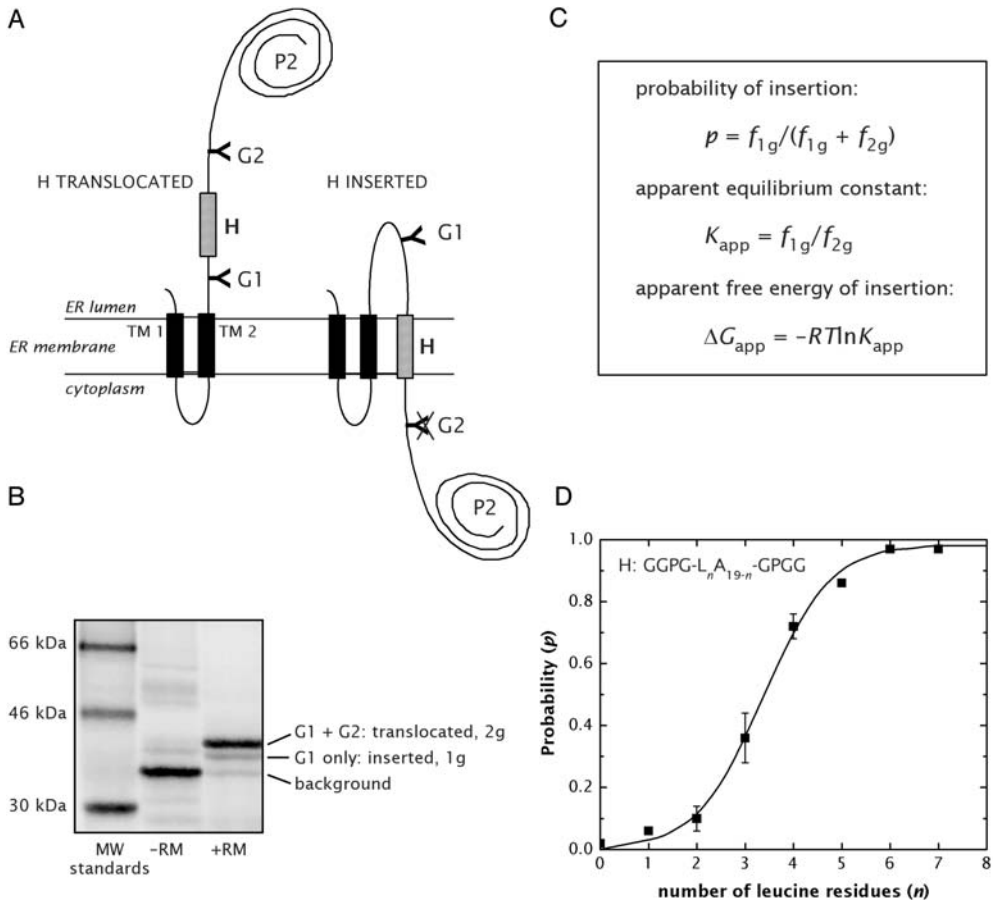 A
P2
G2
H TRANSLOCATED
H INSERTED
H
G1
G1
ER lumen
TM 1
TM 2
ER membrane
H
cytoplasm
G2
P2
C
probability of insertion:
p = f1g/(f1g + f2g)
apparent equilibrium constant:
Kapp = f1g/f2g
apparent free energy of insertion:
ΔGapp = –RTlnKapp
B
66 kDa
46 kDa
30 kDa
G1 + G2: translocated, 2g
G1 only: inserted, 1g
background
MW standards
–RM
+RM
D
H: GGPG-LnA19-n-GPGG
Probability (p)
1.0
0.8
0.6
0.4
0.2
0.0
0 1 2 3 4 5 6 7 8
number of leucine residues (n)